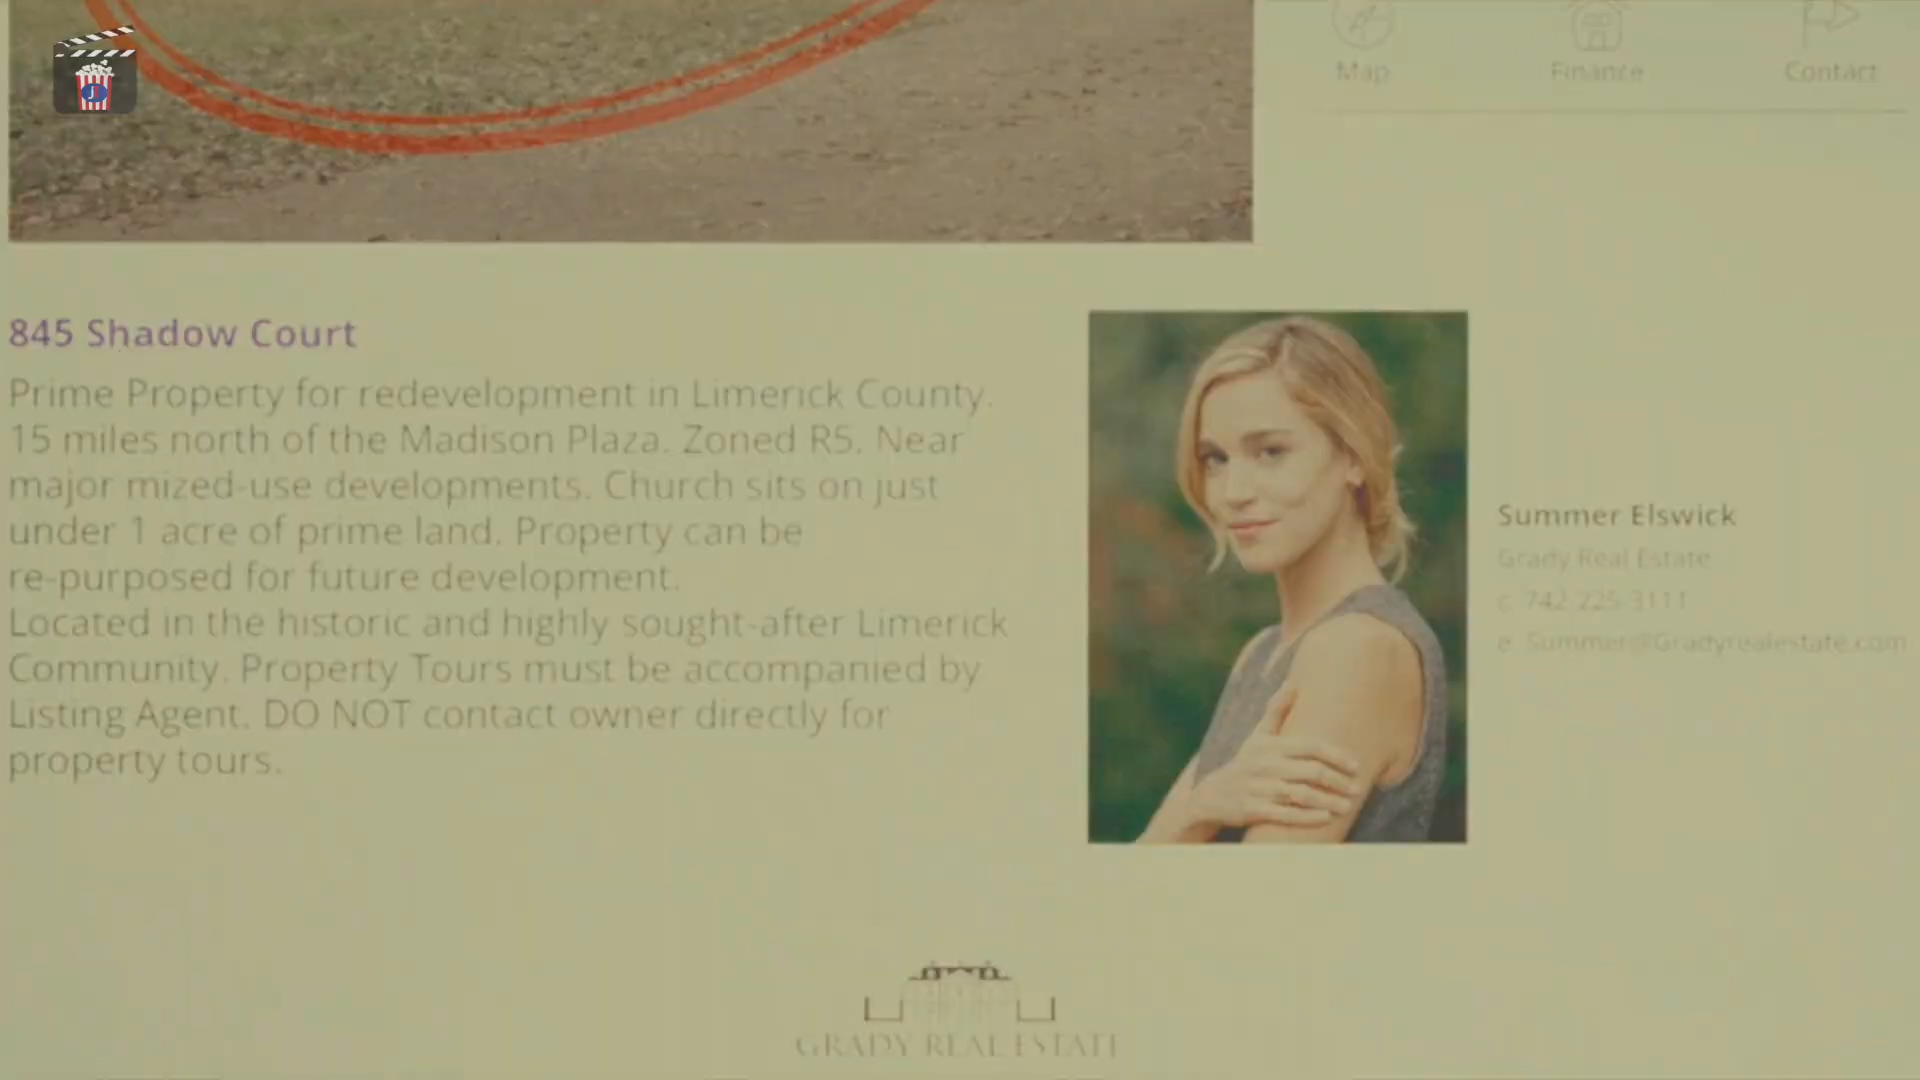 Map
Finance
Contact
845 Shadow Court
Prime Property for redevelopment in Limerick County.
15 miles north of the Madison Plaza. Zoned R5. Near
major mized-use developments. Church sits on just
under 1 acre of prime land. Property can be
re-purposed for future development.
Located in the historic and highly sought-after Limerick
Community. Property Tours must be accompanied by
Listing Agent. DO NOT contact owner directly for
property tours.
Summer Elswick
Grady Real Estate
c 742-225-3111
e Summer@Gradyrealestate.com
GRADY REAL ESTATE